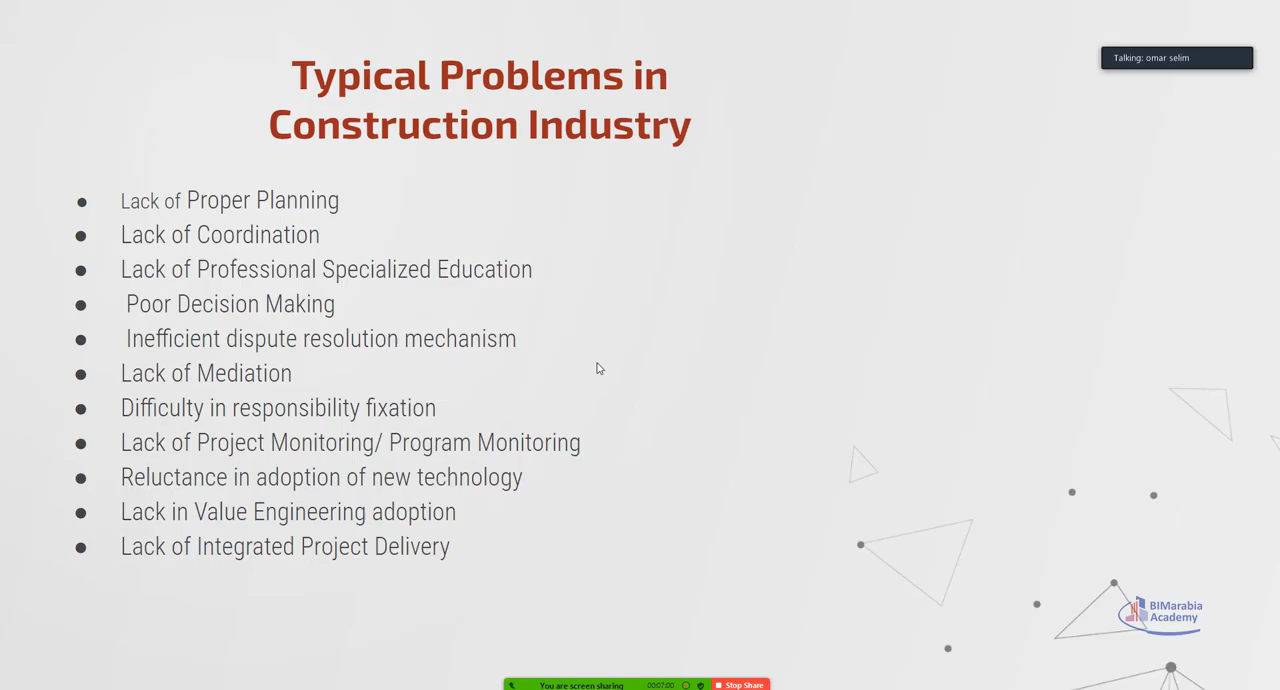 Typical Problems in
Construction Industry
Talking: omar selim
● Lack of Proper Planning
● Lack of Coordination
● Lack of Professional Specialized Education
● Poor Decision Making
● Inefficient dispute resolution mechanism
● Lack of Mediation
● Difficulty in responsibility fixation
● Lack of Project Monitoring/ Program Monitoring
● Reluctance in adoption of new technology
● Lack in Value Engineering adoption
● Lack of Integrated Project Delivery
BIMarabia
Academy
You are screen sharing 00:07:00 Stop Share